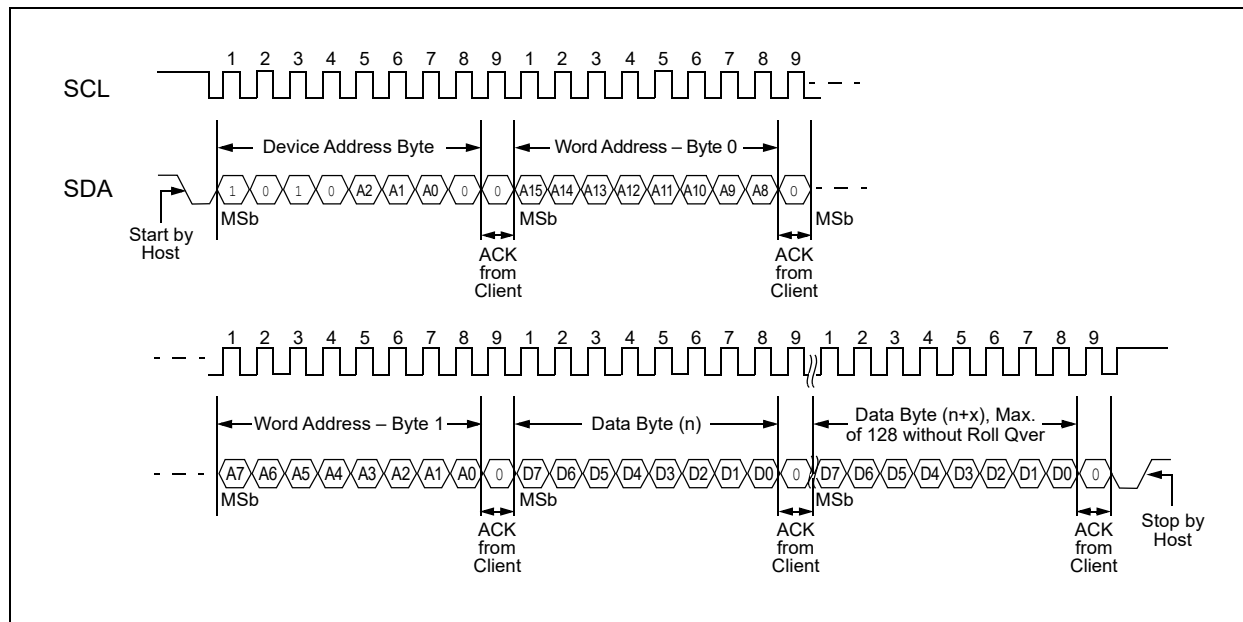 1 2 3 4 5 6 7 8 9 1 2 3 4 5 6 7 8 9
SCL
Device Address Byte
Word Address – Byte 0
SDA
1 0 1 0 A2 A1 A0 0 0 A15 A14 A13 A12 A11 A10 A9 A8 0
MSb
MSb
MSb
Start by
Host
ACK
from
Client
ACK
from
Client
1 2 3 4 5 6 7 8 9 1 2 3 4 5 6 7 8 9 1 2 3 4 5 6 7 8 9
Word Address – Byte 1
Data Byte (n)
Data Byte (n+x), Max.
of 128 without Roll Qver
A7 A6 A5 A4 A3 A2 A1 A0 0 D7 D6 D5 D4 D3 D2 D1 D0 0 D7 D6 D5 D4 D3 D2 D1 D0 0
MSb
MSb
MSb
ACK
from
Client
ACK
from
Client
ACK
from
Client
Stop by
Host